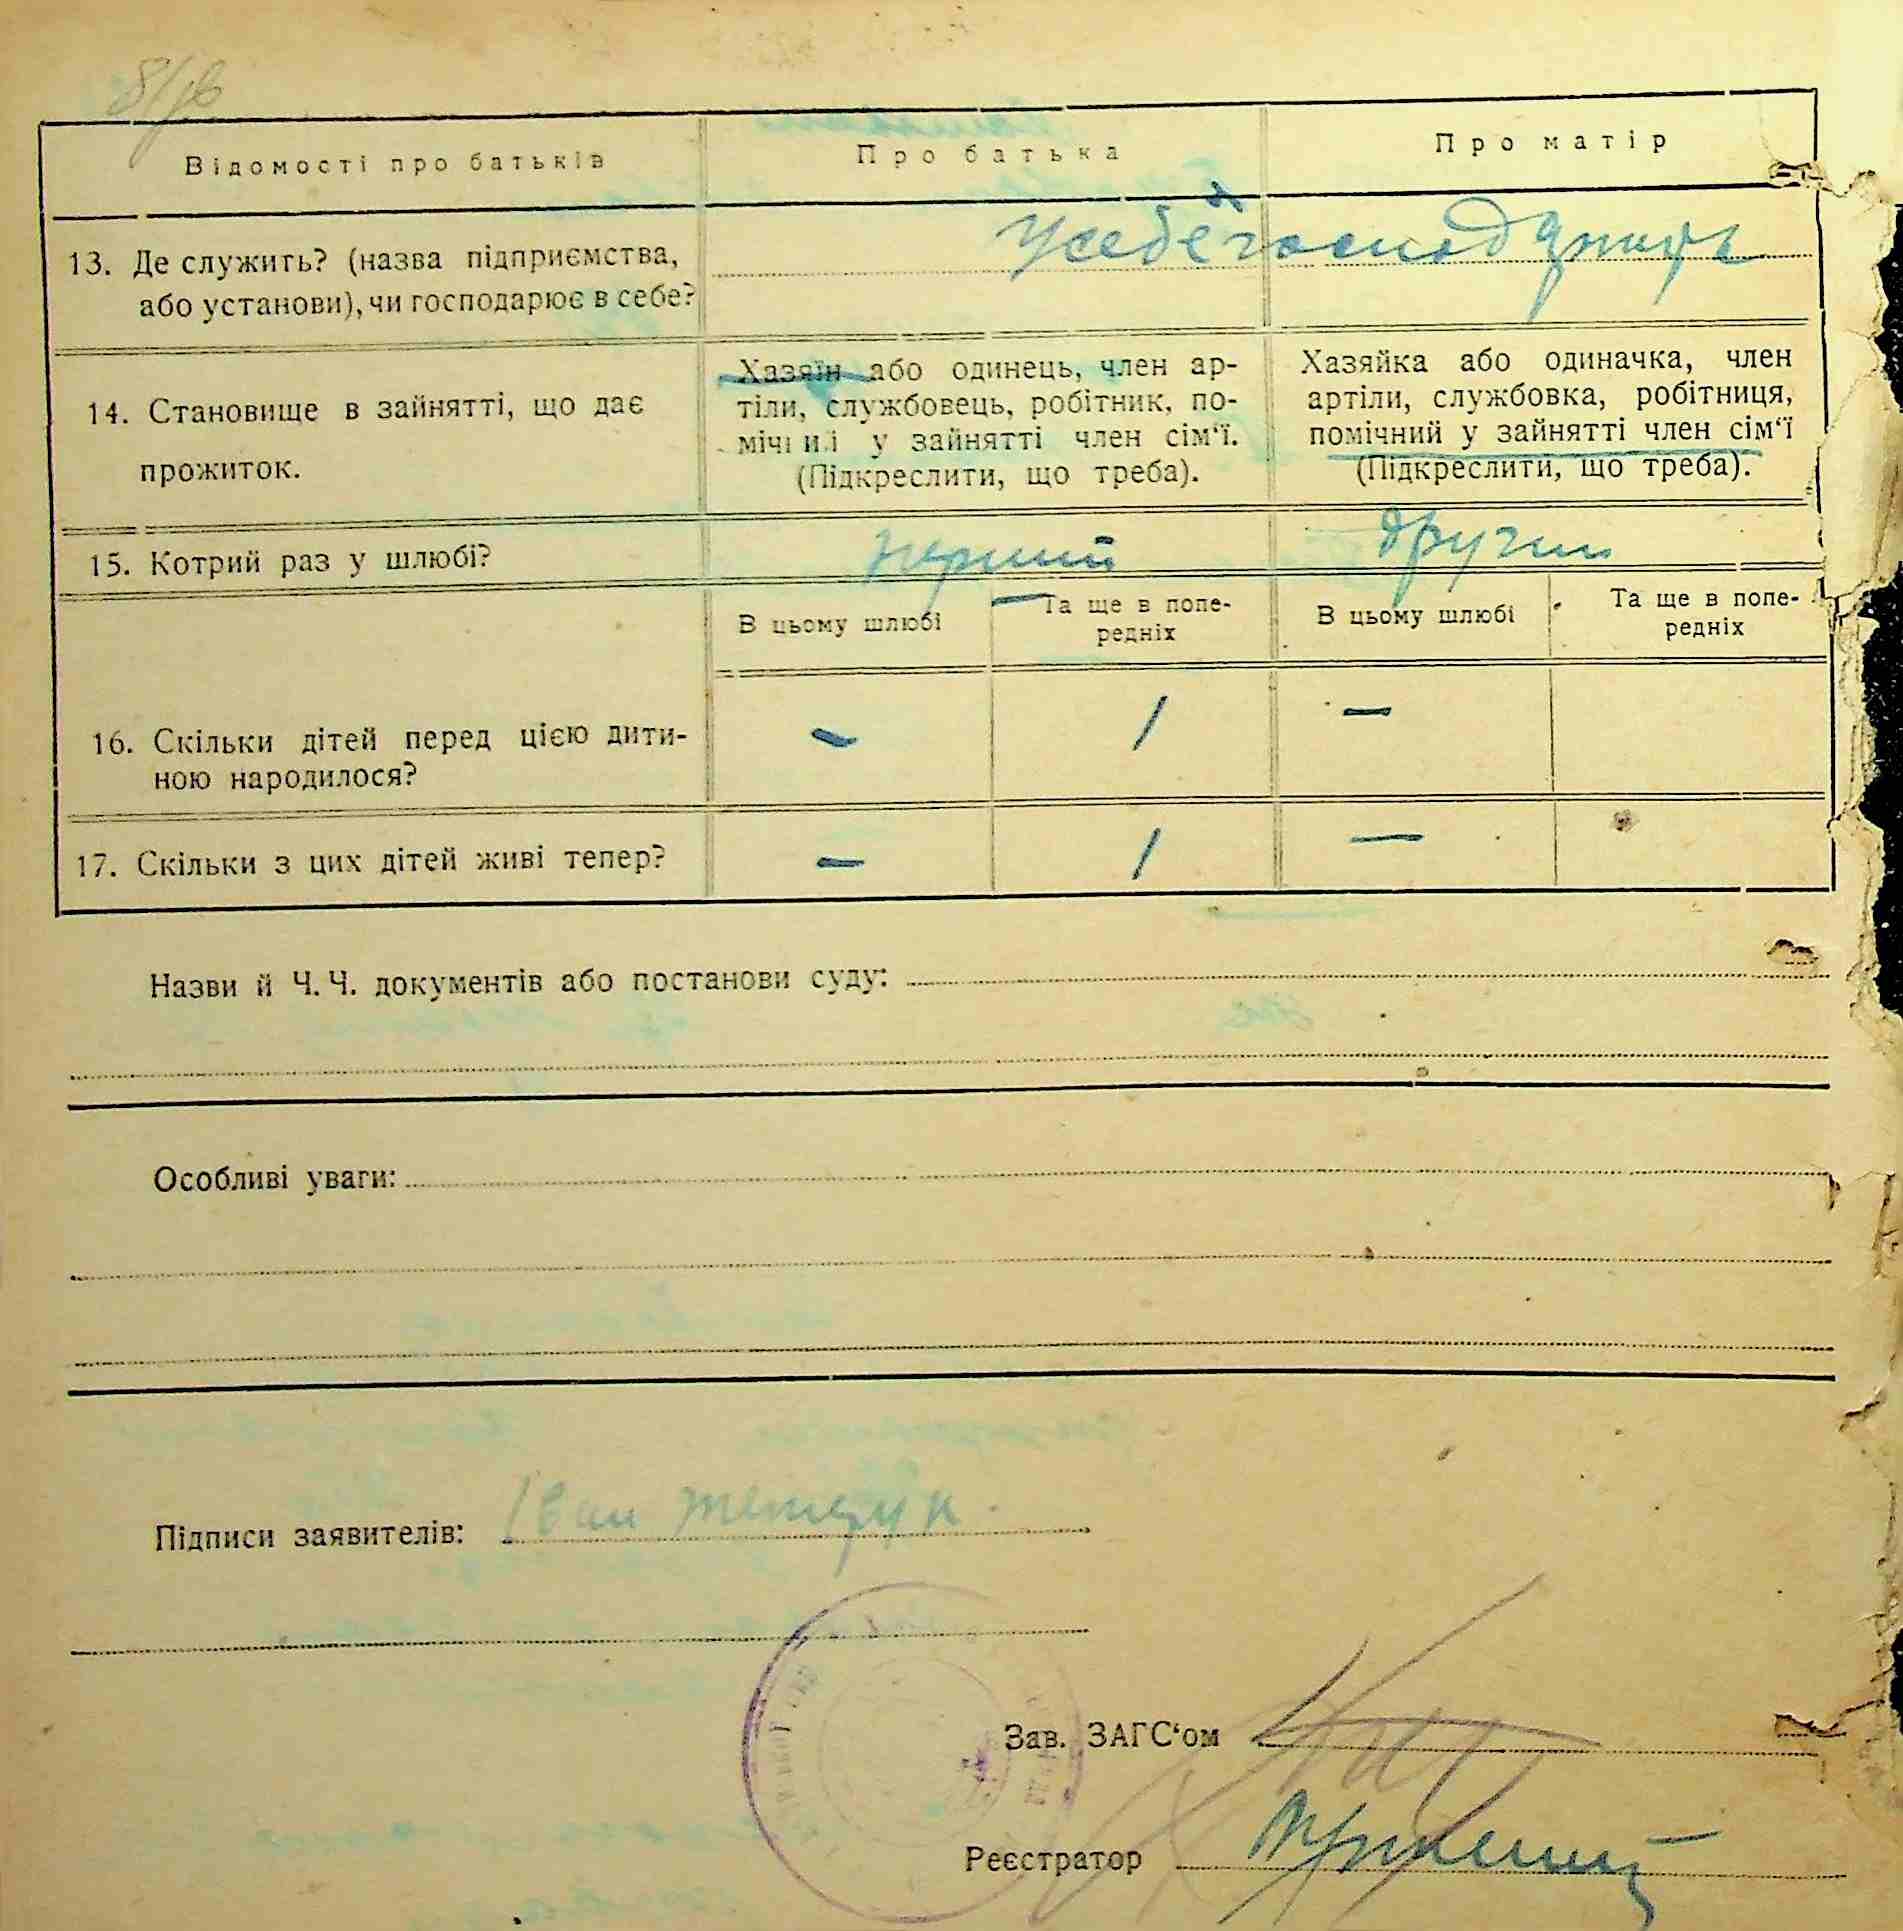 Відомості про батьків
Про батька
Про матір
13. Де служить? (назва підприємства,
або установи), чи господарює в себе?
Хазяїн або одинець, член ар-
тіли, службовець, робітник, по-
мічний у зайнятті член сім‘ї.
(Підкреслити, що треба).
Хазяйка або одиначка, член
артіли, службовка, робітниця,
помічний у зайнятті член сім‘ї
(Підкреслити, що треба).
14. Становище в зайнятті, що дає
прожиток.
15. Котрий раз у шлюбі?
перший
другий
В цьому шлюбі
Та ще в попе-
редніх
В цьому шлюбі
Та ще в попе-
редніх
16. Скільки дітей перед цією дити-
ною народилося?
— 1 —
17. Скільки з цих дітей живі тепер?
— 1 —
Назви й Ч. Ч. документів або постанови суду:
Особливі уваги:
Підписи заявителів: Іван Тетерук
Зав. ЗАГС‘ом
Реєстратор